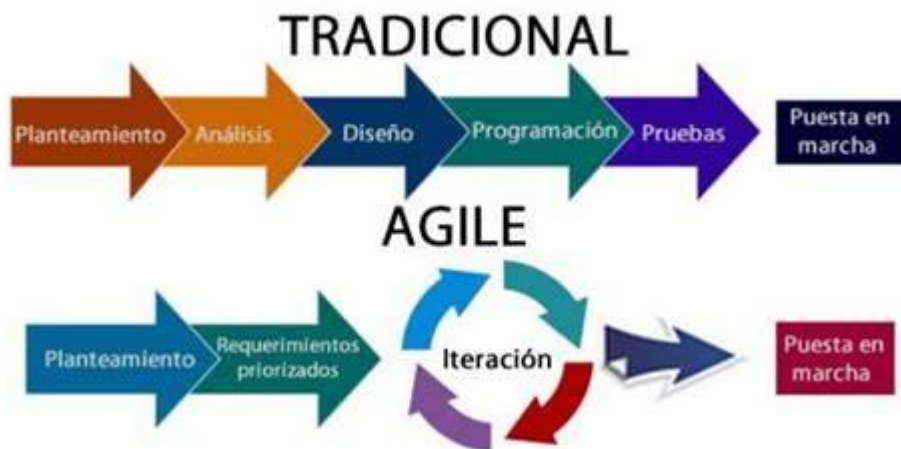 TRADICIONAL
Planteamiento
Análisis
Diseño
Programación
Pruebas
Puesta en
marcha
AGILE
Planteamiento
Requerimientos
priorizados
Iteración
Puesta en
marcha